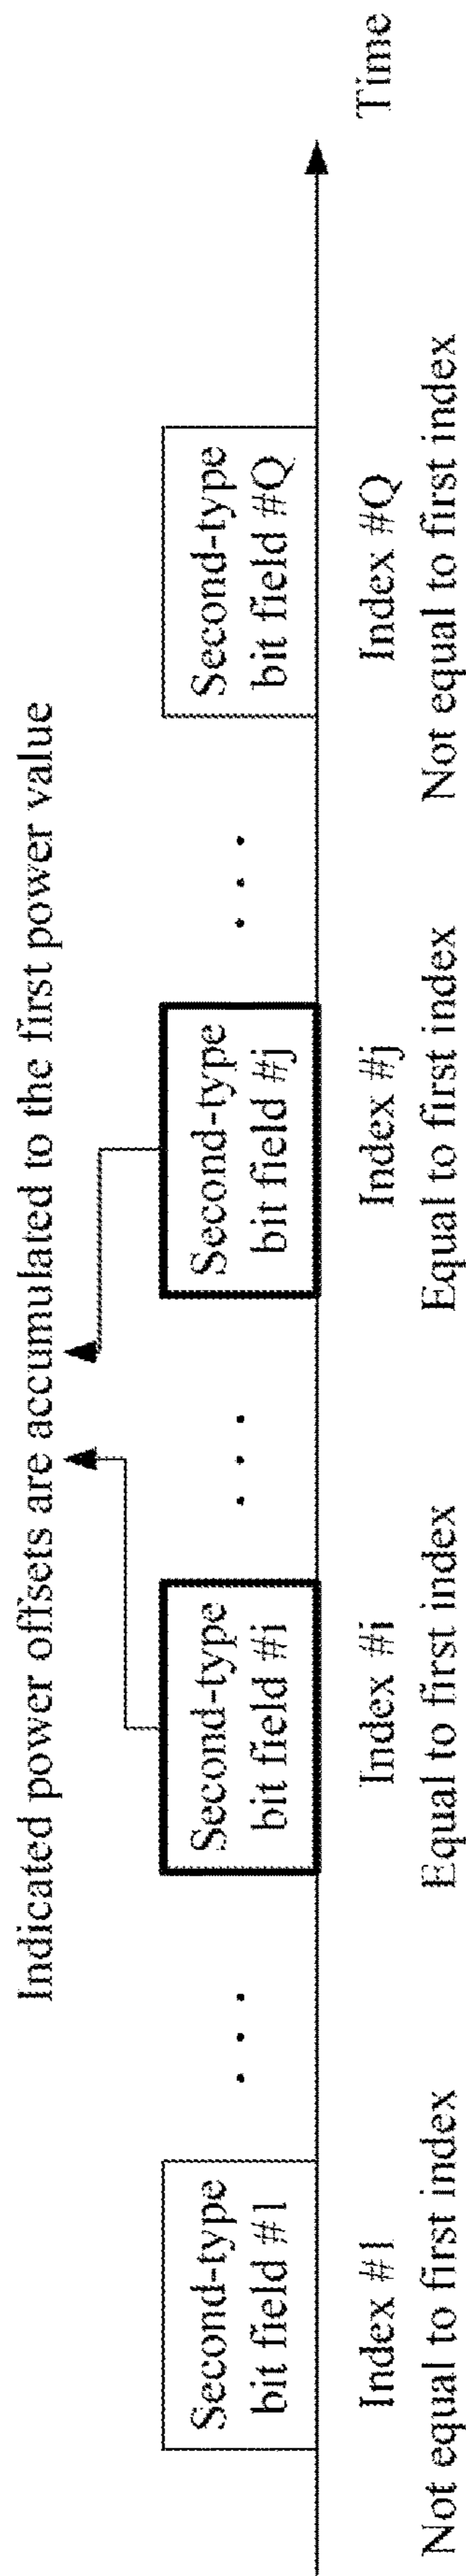 Indicated power offsets are accumulated to the first power value
Second-type
bit field #1
. . .
Second-type
bit field #i
. . .
Second-type
bit field #j
. . .
Second-type
bit field #Q
Time
Index #1
Not equal to first index
Index #i
Equal to first index
Index #j
Equal to first index
Index #Q
Not equal to first index